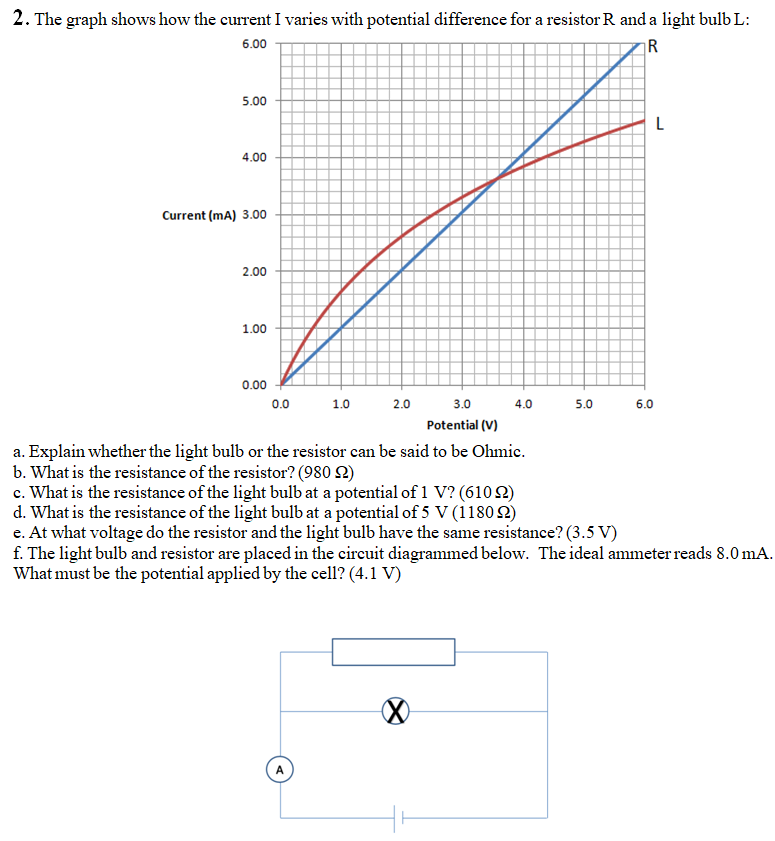 2. The graph shows how the current I varies with potential difference for a resistor R and a light bulb L:
6.00
R
5.00
L
4.00
Current (mA) 3.00
2.00
1.00
0.00
0.0 1.0 2.0 3.0 4.0 5.0 6.0
Potential (V)
a. Explain whether the light bulb or the resistor can be said to be Ohmic.
b. What is the resistance of the resistor? (980 Ω)
c. What is the resistance of the light bulb at a potential of 1 V? (610 Ω)
d. What is the resistance of the light bulb at a potential of 5 V (1180 Ω)
e. At what voltage do the resistor and the light bulb have the same resistance? (3.5 V)
f. The light bulb and resistor are placed in the circuit diagrammed below. The ideal ammeter reads 8.0 mA.
What must be the potential applied by the cell? (4.1 V)
A